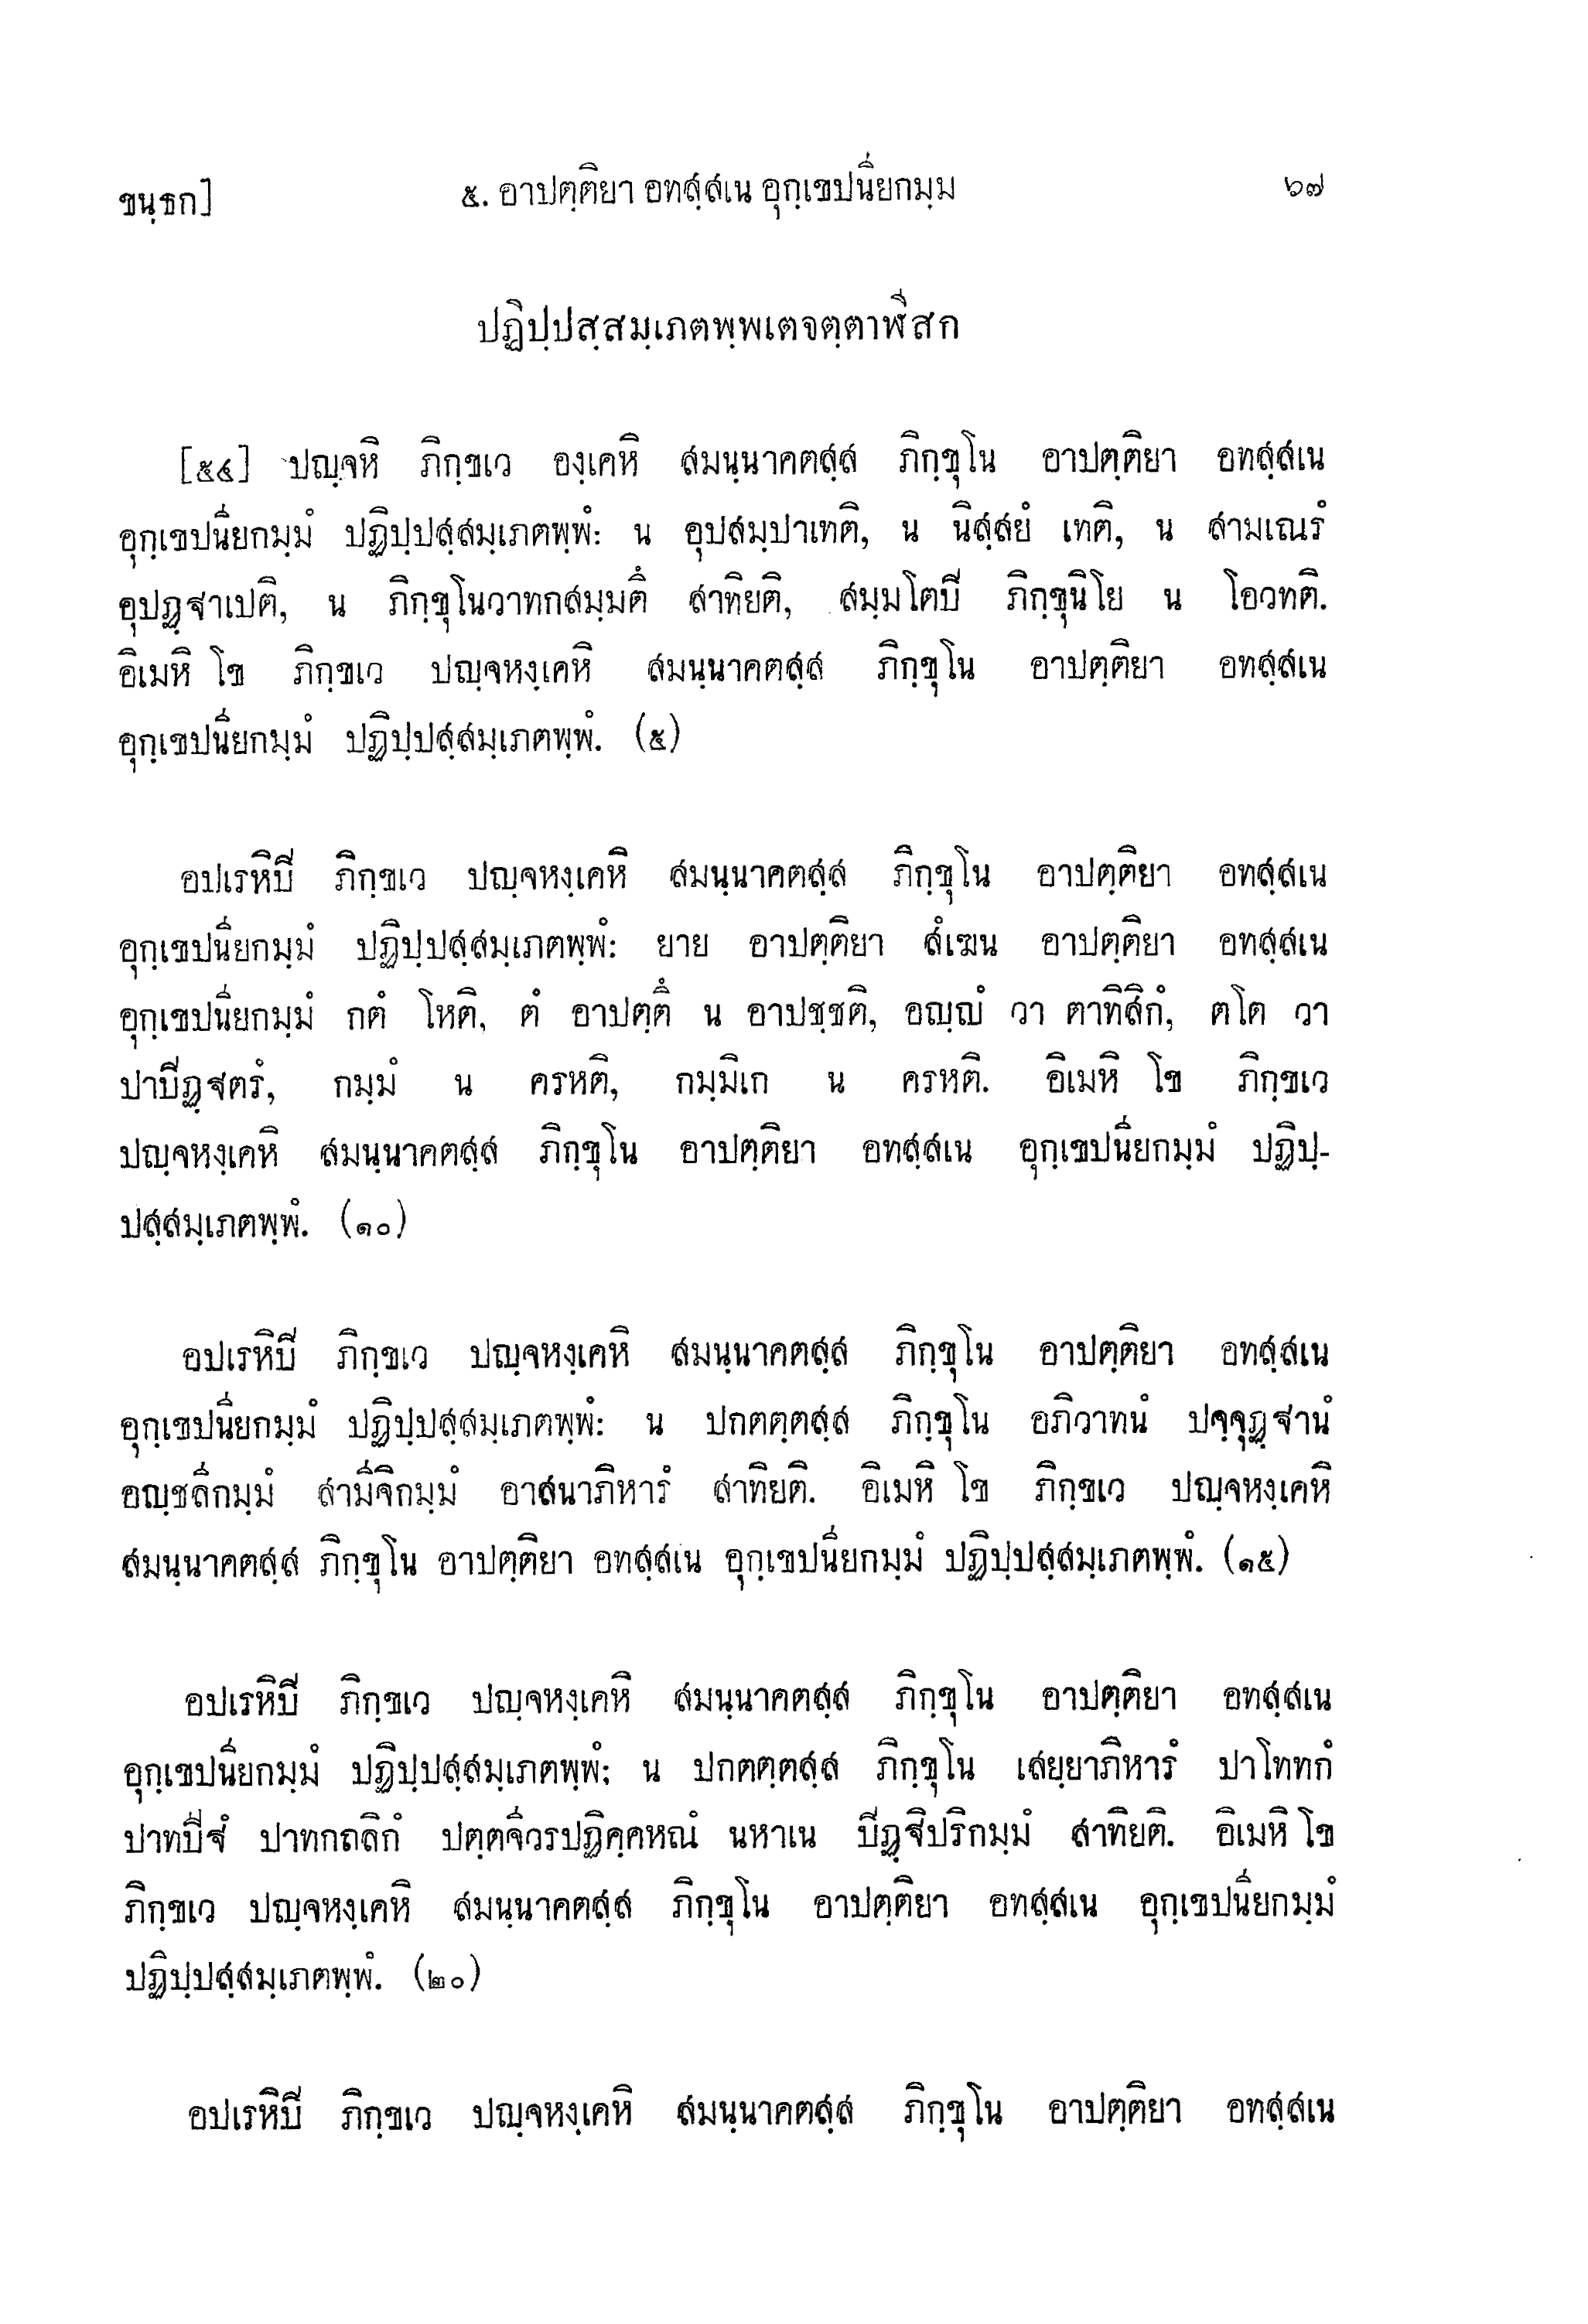 ขนฺธก]
๕. อาปตฺติยา อทสฺสเน อุกฺเขปนียกมฺม
๖๗
ปฏิปฺปสฺสมฺเภตพฺพเตจตฺตาฬีสก
[๕๔] ปญฺจหิ ภิกฺขเว องฺเคหิ สมนฺนาคตสฺส ภิกฺขุโน อาปตฺติยา อทสฺสเน
อุกฺเขปนียกมฺมํ ปฏิปฺปสฺสมฺเภตพฺพํ: น อุปสมฺปาเทติ, น นิสฺสยํ เทติ, น สามเณรํ
อุปฏฺฐาเปติ, น ภิกฺขุโนวาทกสมฺมตึ สาทิยติ, สมฺมโตปิ ภิกฺขุนิโย น โอวทติ.
อิเมหิ โข ภิกฺขเว ปญฺจหงฺเคหิ สมนฺนาคตสฺส ภิกฺขุโน อาปตฺติยา อทสฺสเน
อุกฺเขปนียกมฺมํ ปฏิปฺปสฺสมฺเภตพฺพํ. (๕)
อปเรหิปิ ภิกฺขเว ปญฺจหงฺเคหิ สมนฺนาคตสฺส ภิกฺขุโน อาปตฺติยา อทสฺสเน
อุกฺเขปนียกมฺมํ ปฏิปฺปสฺสมฺเภตพฺพํ: ยาย อาปตฺติยา สํเฆน อาปตฺติยา อทสฺสเน
อุกฺเขปนียกมฺมํ กตํ โหติ, ตํ อาปตฺตึ น อาปชฺชติ, อญฺญํ วา ตาทิสิกํ, ตโต วา
ปาปิฏฺฐตรํ, กมฺมํ น ครหติ, กมฺมิเก น ครหติ. อิเมหิ โข ภิกฺขเว
ปญฺจหงฺเคหิ สมนฺนาคตสฺส ภิกฺขุโน อาปตฺติยา อทสฺสเน อุกฺเขปนียกมฺมํ ปฏิปฺ-
ปสฺสมฺเภตพฺพํ. (๑๐)
อปเรหิปิ ภิกฺขเว ปญฺจหงฺเคหิ สมนฺนาคตสฺส ภิกฺขุโน อาปตฺติยา อทสฺสเน
อุกฺเขปนียกมฺมํ ปฏิปฺปสฺสมฺเภตพฺพํ: น ปกตตฺตสฺส ภิกฺขุโน อภิวาทนํ ปจฺจุฏฺฐานํ
อญฺชลีกมฺมํ สามีจิกมฺมํ อาสนาภิหารํ สาทิยติ. อิเมหิ โข ภิกฺขเว ปญฺจหงฺเคหิ
สมนฺนาคตสฺส ภิกฺขุโน อาปตฺติยา อทสฺสเน อุกฺเขปนียกมฺมํ ปฏิปฺปสฺสมฺเภตพฺพํ. (๑๕)
อปเรหิปิ ภิกฺขเว ปญฺจหงฺเคหิ สมนฺนาคตสฺส ภิกฺขุโน อาปตฺติยา อทสฺสเน
อุกฺเขปนียกมฺมํ ปฏิปฺปสฺสมฺเภตพฺพํ; น ปกตตฺตสฺส ภิกฺขุโน เสยฺยาภิหารํ ปาโททกํ
ปาทปีฐํ ปาทกถลิกํ ปตฺตจีวรปฏิคฺคหณํ นหาเน ปิฏฺฐิปริกมฺมํ สาทิยติ. อิเมหิ โข
ภิกฺขเว ปญฺจหงฺเคหิ สมนฺนาคตสฺส ภิกฺขุโน อาปตฺติยา อทสฺสเน อุกฺเขปนียกมฺมํ
ปฏิปฺปสฺสมฺเภตพฺพํ. (๒๐)
อปเรหิปิ ภิกฺขเว ปญฺจหงฺเคหิ สมนฺนาคตสฺส ภิกฺขุโน อาปตฺติยา อทสฺสเน